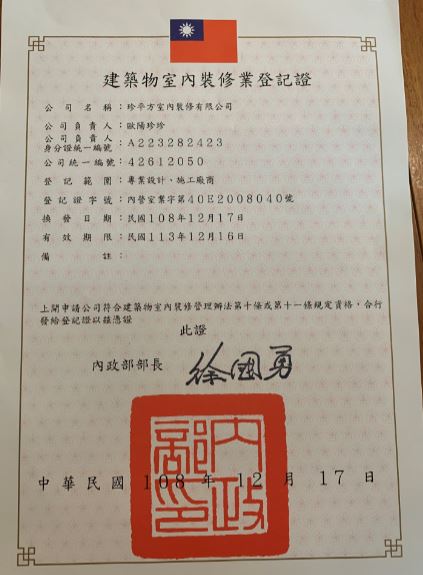 建築物室內裝修業登記證
公司名稱：珍平方室內裝修有限公司
公司負責人：歐陽珍珍
公司負責人身分證統一編號：A223282423
公司統一編號：42612050
登記範圍：專業設計、施工廠商
登記證字號：內營室業字第40E2008040號
換發日期：民國108年12月17日
有效期限：民國113年12月16日
備註：
上開申請公司符合建築物室內裝修管理辦法第十條或第十一條規定資格，合行
發給登記證以茲憑證
此證
內政部部長 徐國勇
內政部印
中華民國 108 年 12 月 17 日